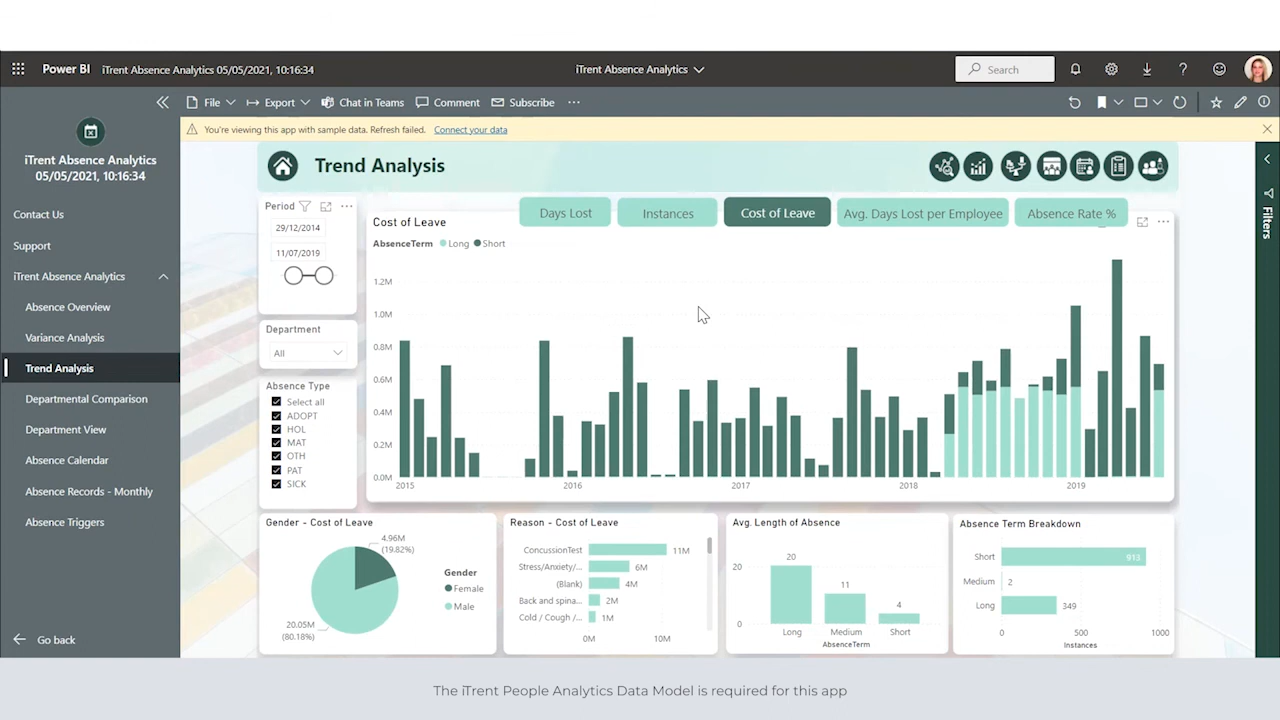 Power BI iTrent Absence Analytics 05/05/2021, 10:16:34
iTrent Absence Analytics
Search
File Export Chat in Teams Comment Subscribe ...
You're viewing this app with sample data. Refresh failed. Connect your data
iTrent Absence Analytics
05/05/2021, 10:16:34
Contact Us
Support
iTrent Absence Analytics
Absence Overview
Variance Analysis
Trend Analysis
Departmental Comparison
Department View
Absence Calendar
Absence Records - Monthly
Absence Triggers
Go back
Trend Analysis
Period
29/12/2014
11/07/2019
Department
All
Absence Type
Select all
ADOPT
HOL
MAT
OTH
PAT
SICK
Days Lost
Instances
Cost of Leave
Avg. Days Lost per Employee
Absence Rate %
Cost of Leave
AbsenceTerm Long Short
1.2M
1.0M
0.8M
0.6M
0.4M
0.2M
0.0M
2015 2016 2017 2018 2019
Filters
Gender - Cost of Leave
4.96M
(19.82%)
20.05M
(80.18%)
Gender
Female
Male
Reason - Cost of Leave
ConcussionTest 11M
Stress/Anxiety/... 6M
(Blank) 4M
Back and spina... 2M
Cold / Cough /... 1M
0M 10M
Avg. Length of Absence
20
0
20 11 4
Long Medium Short
AbsenceTerm
Absence Term Breakdown
Short 913
Medium 2
Long 349
0 500 1000
Instances
The iTrent People Analytics Data Model is required for this app